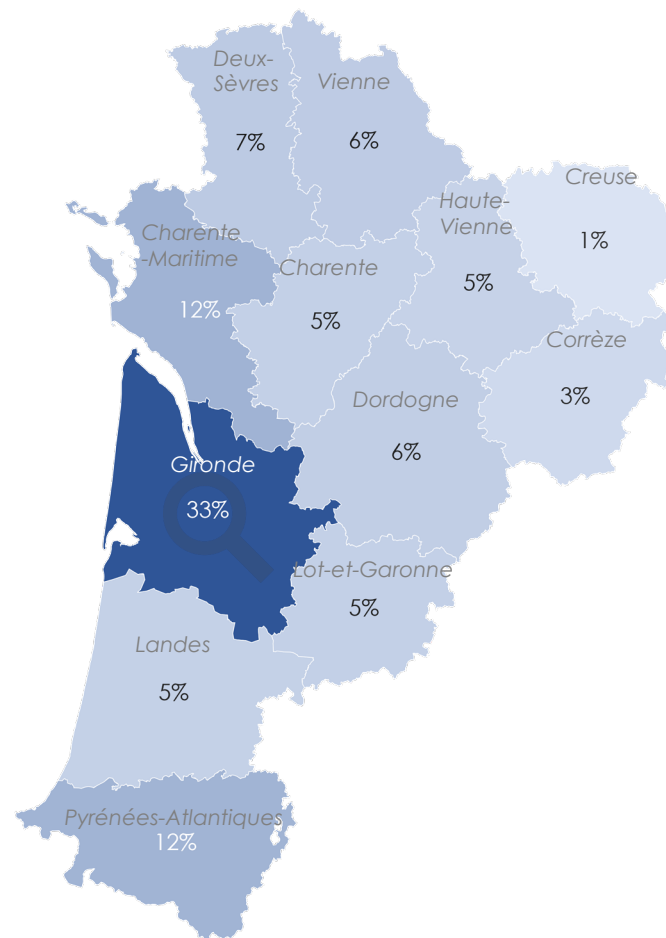 Deux-
Sèvres
7%
Vienne
6%
Creuse
1%
Haute-
Vienne
5%
Charente
-Maritime
12%
Charente
5%
Corrèze
3%
Dordogne
6%
Gironde
33%
Lot-et-Garonne
5%
Landes
5%
Pyrénées-Atlantiques
12%